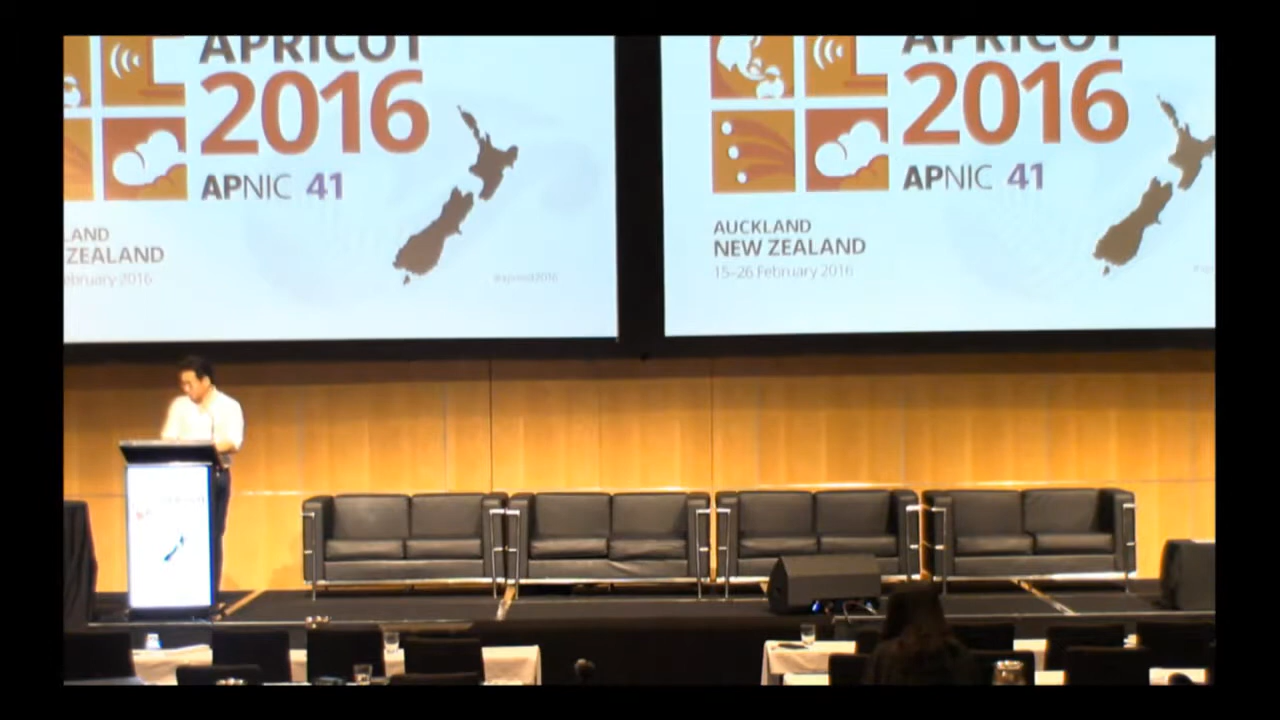 APRICOT
2016
APNIC 41
LAND
ZEALAND
ebruary 2016
APRICOT
2016
APNIC 41
AUCKLAND
NEW ZEALAND
15–26 February 2016